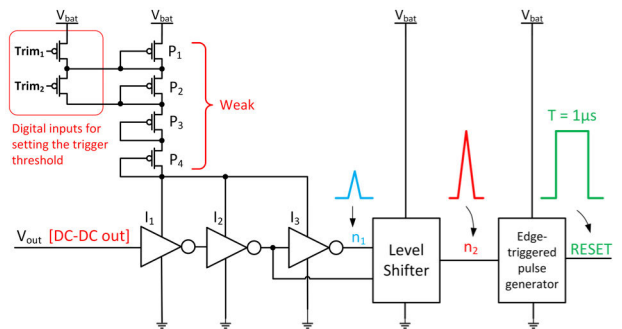 Vbat
Vbat
Vbat
Vbat
Trim1
P1
Trim2
P2
Weak
P3
P4
Digital inputs for
setting the trigger
threshold
T = 1µs
I1
I2
I3
Vout [DC-DC out]
n1
Level
Shifter
n2
Edge-
triggered
pulse
generator
RESET